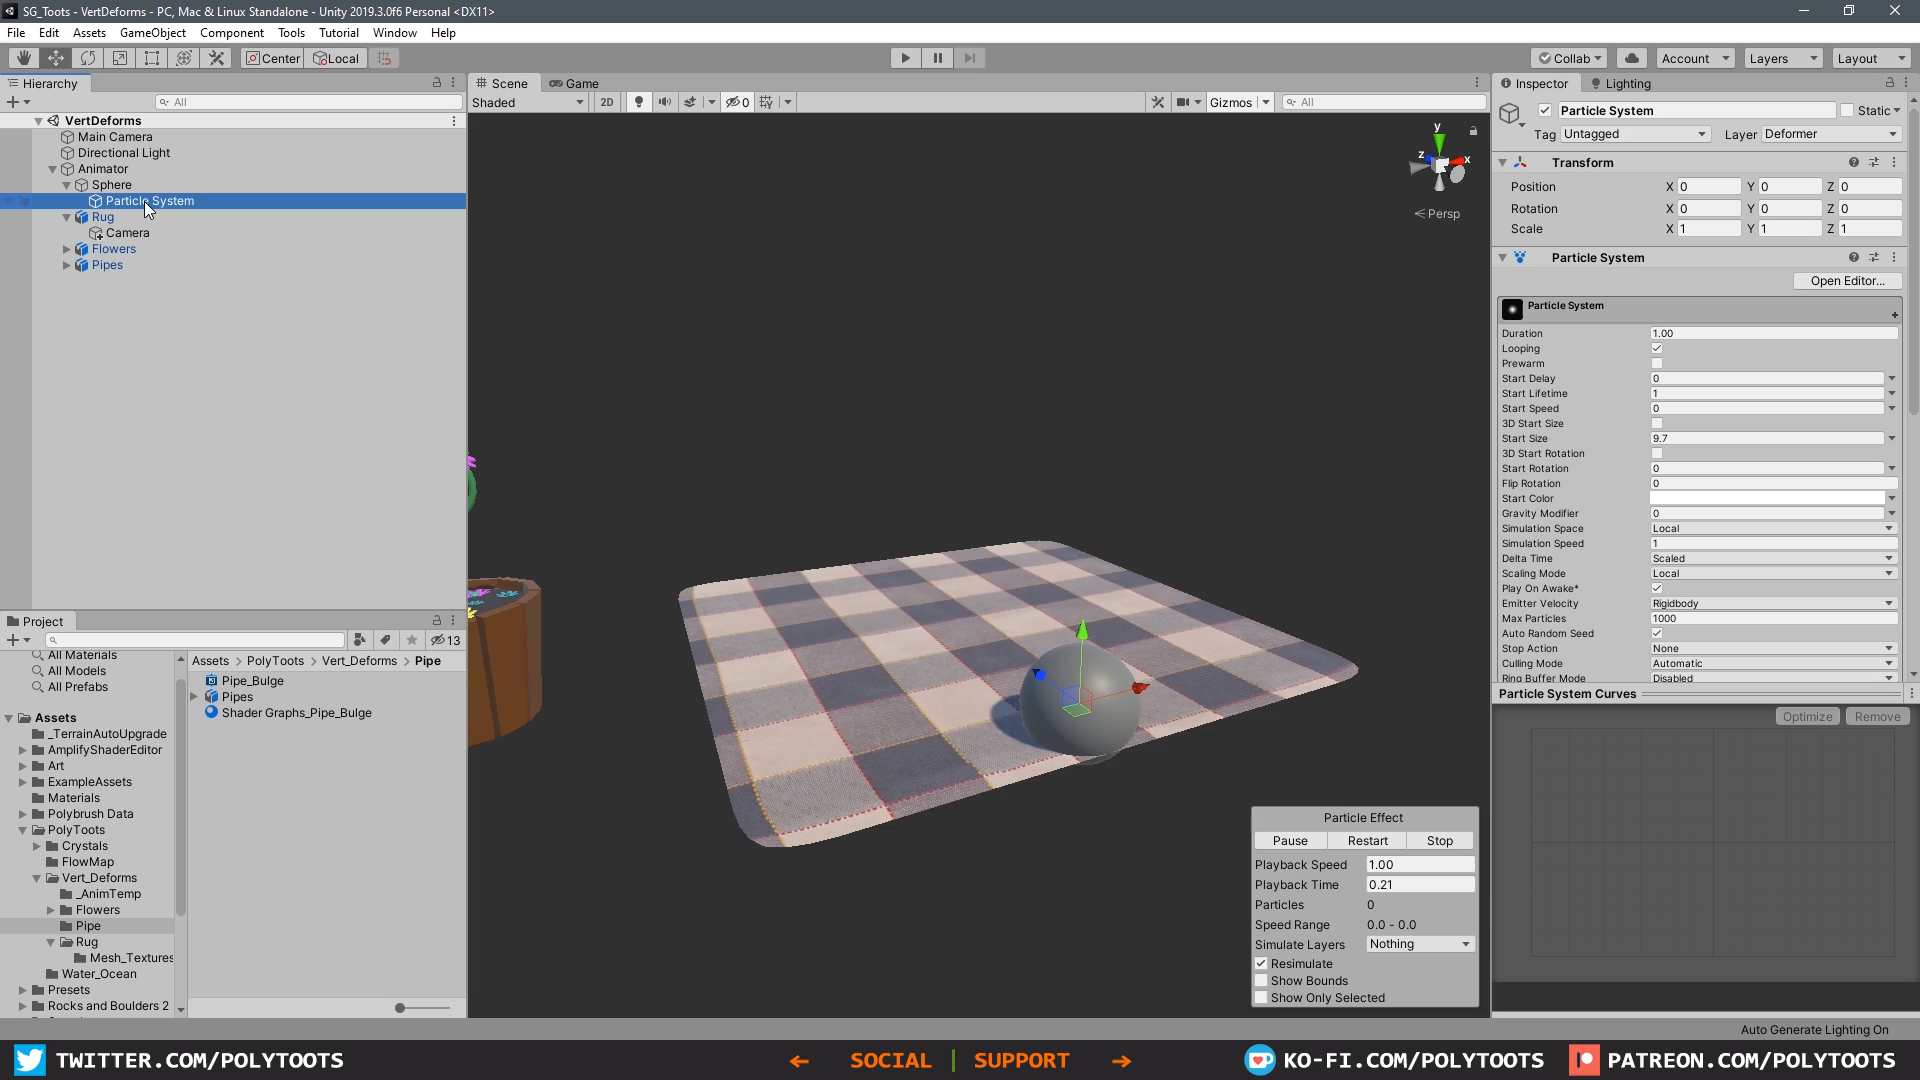 SG_Toots - VertDeforms - PC, Mac & Linux Standalone - Unity 2019.3.0f6 Personal <DX11>
File Edit Assets GameObject Component Tools Tutorial Window Help
Center Local Collab Account Layers Layout
Hierarchy
All
VertDeforms
Main Camera
Directional Light
Animator
Sphere
Particle System
Rug
Camera
Flowers
Pipes
Scene Game
Shaded 2D 0 Gizmos All
y
z x
Persp
Particle Effect
Pause Restart Stop
Playback Speed 1.00
Playback Time 0.21
Particles 0
Speed Range 0.0 - 0.0
Simulate Layers Nothing
Resimulate
Show Bounds
Show Only Selected
Project
13
All Materials
All Models
All Prefabs
Assets
_TerrainAutoUpgrade
AmplifyShaderEditor
Art
ExampleAssets
Materials
Polybrush Data
PolyToots
Crystals
FlowMap
Vert_Deforms
_AnimTemp
Flowers
Pipe
Rug
Mesh_Textures
Water_Ocean
Presets
Rocks and Boulders 2
Assets > PolyToots > Vert_Deforms > Pipe
Pipe_Bulge
Pipes
Shader Graphs_Pipe_Bulge
Inspector Lighting
Particle System Static
Tag Untagged Layer Deformer
Transform
Position X 0 Y 0 Z 0
Rotation X 0 Y 0 Z 0
Scale X 1 Y 1 Z 1
Particle System
Open Editor...
Particle System
Duration 1.00
Looping
Prewarm
Start Delay 0
Start Lifetime 1
Start Speed 0
3D Start Size
Start Size 9.7
3D Start Rotation
Start Rotation 0
Flip Rotation 0
Start Color
Gravity Modifier 0
Simulation Space Local
Simulation Speed 1
Delta Time Scaled
Scaling Mode Local
Play On Awake*
Emitter Velocity Rigidbody
Max Particles 1000
Auto Random Seed
Stop Action None
Culling Mode Automatic
Ring Buffer Mode Disabled
Particle System Curves
Optimize Remove
Auto Generate Lighting On
TWITTER.COM/POLYTOOTS ← SOCIAL | SUPPORT → KO-FI.COM/POLYTOOTS PATREON.COM/POLYTOOTS